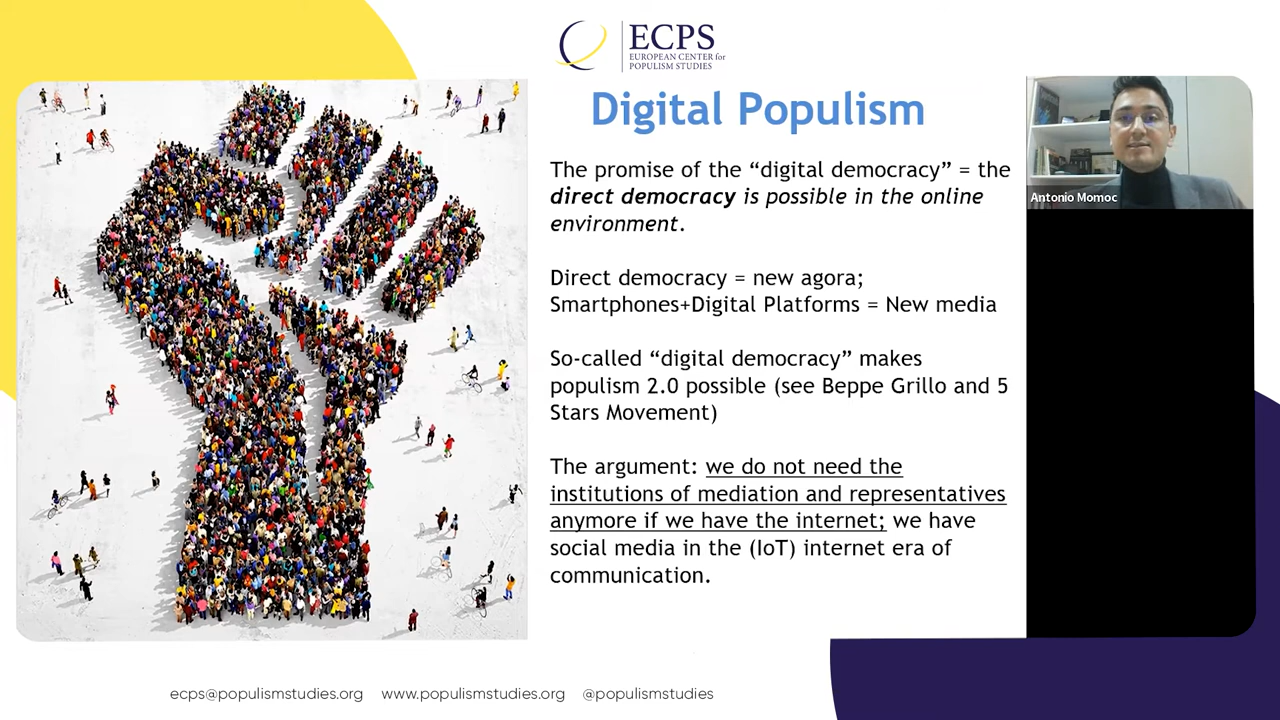 ECPS
EUROPEAN CENTER for
POPULISM STUDIES
Digital Populism
The promise of the “digital democracy” = the
direct democracy is possible in the online
environment.
Direct democracy = new agora;
Smartphones+Digital Platforms = New media
So-called “digital democracy” makes
populism 2.0 possible (see Beppe Grillo and 5
Stars Movement)
The argument: we do not need the
institutions of mediation and representatives
anymore if we have the internet; we have
social media in the (IoT) internet era of
communication.
Antonio Momoc
ecps@populismstudies.org www.populismstudies.org @populismstudies